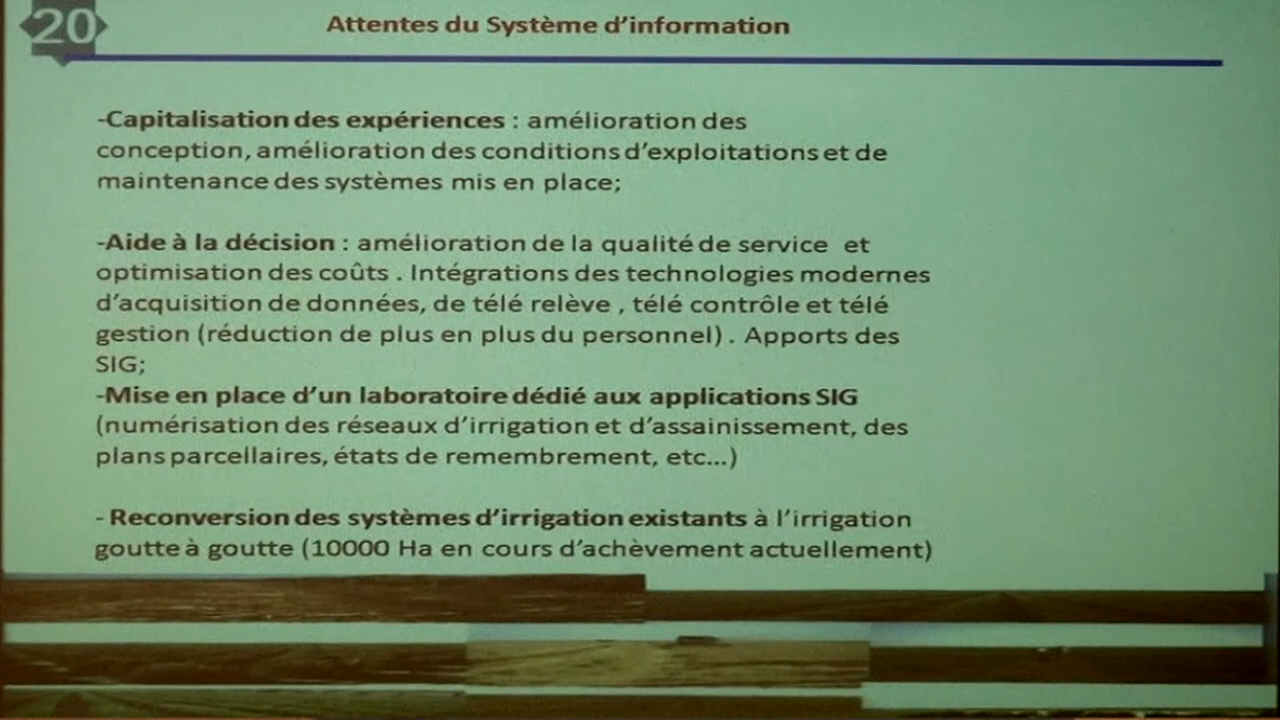 20
Attentes du Système d'information
-Capitalisation des expériences : amélioration des
conception, amélioration des conditions d'exploitations et de
maintenance des systèmes mis en place;
-Aide à la décision : amélioration de la qualité de service et
optimisation des coûts . Intégrations des technologies modernes
d'acquisition de données, de télé relève , télé contrôle et télé
gestion (réduction de plus en plus du personnel) . Apports des
SIG;
-Mise en place d'un laboratoire dédié aux applications SIG
(numérisation des réseaux d'irrigation et d'assainissement, des
plans parcellaires, états de remembrement, etc...)
- Reconversion des systèmes d'irrigation existants à l'irrigation
goutte à goutte (10000 Ha en cours d'achèvement actuellement)